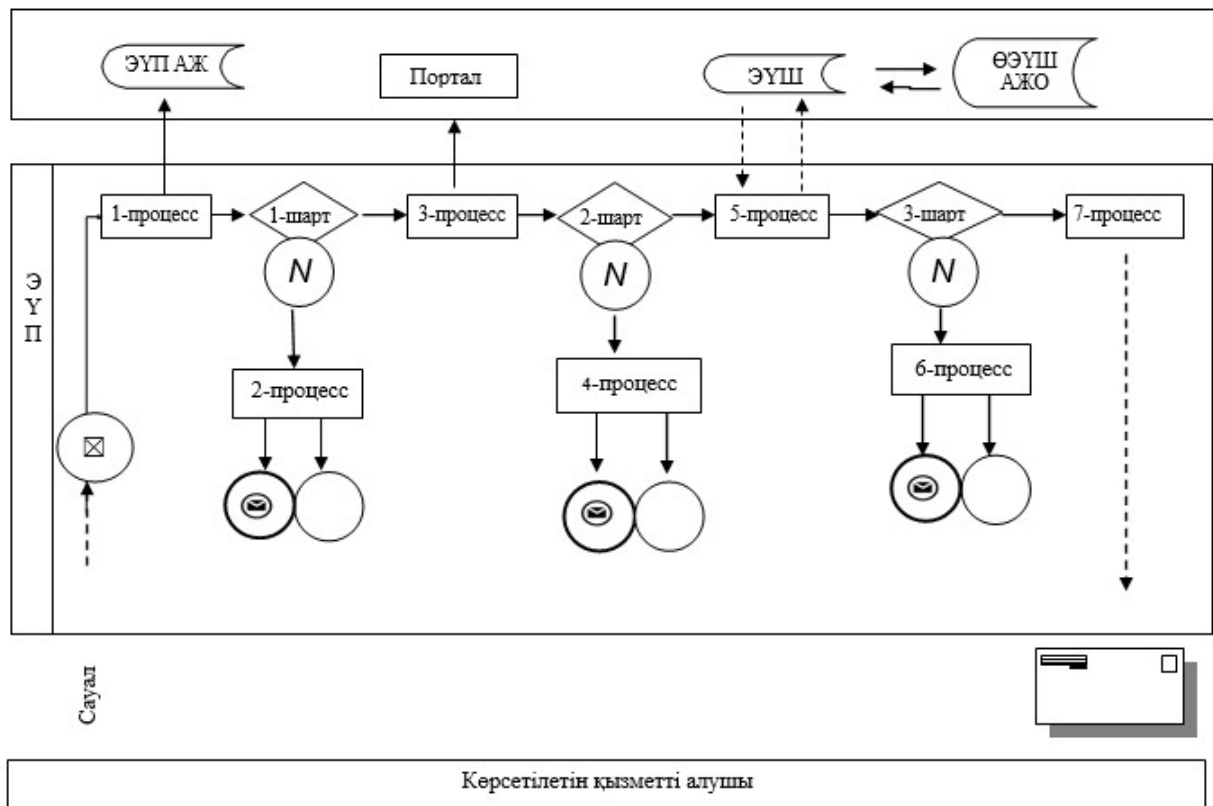 ЭҮП АЖ
Портал
ЭҮШ
ӨЭҮШ
АЖО
1-процесс
1-шарт
3-процесс
2-шарт
5-процесс
3-шарт
7-процесс
N
N
N
Э
Ү
П
2-процесс
4-процесс
6-процесс
Сауал
Көрсетілетін қызметті алушы